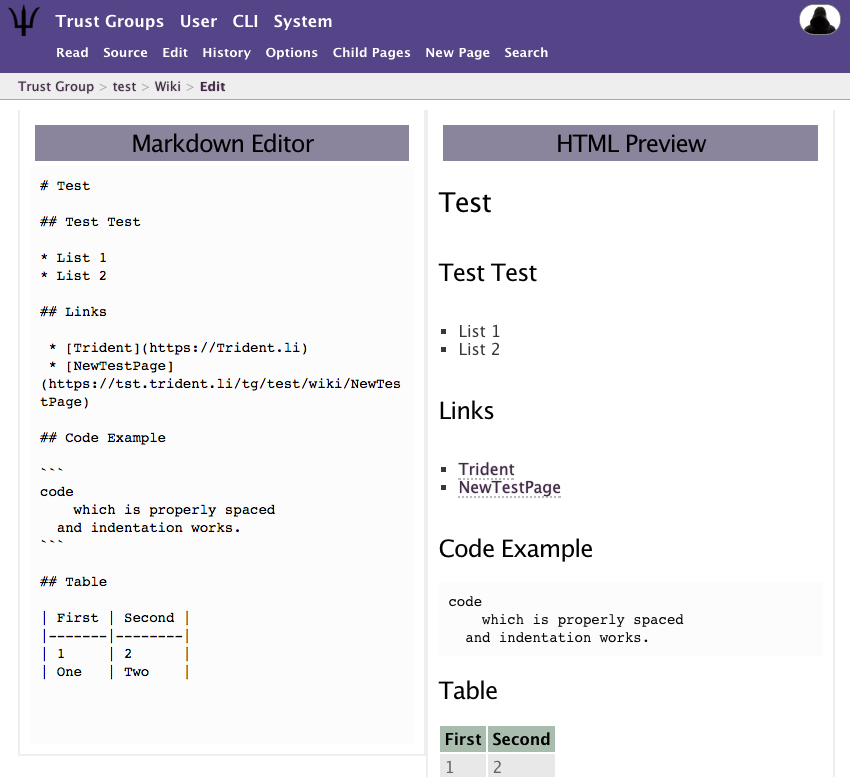 Trust Groups User CLI System
Read Source Edit History Options Child Pages New Page Search
Trust Group > test > Wiki > Edit
Markdown Editor
# Test
## Test Test
* List 1
* List 2
## Links
 * [Trident](https://Trident.li)
 * [NewTestPage]
(https://tst.trident.li/tg/test/wiki/NewTes
tPage)
## Code Example
```
code
    which is properly spaced
  and indentation works.
```
## Table
| First | Second |
|-------|--------|
| 1     | 2      |
| One   | Two    |
HTML Preview
Test
Test Test
▪ List 1
▪ List 2
Links
▪ Trident
▪ NewTestPage
Code Example
code
    which is properly spaced
  and indentation works.
Table
First Second
1 2